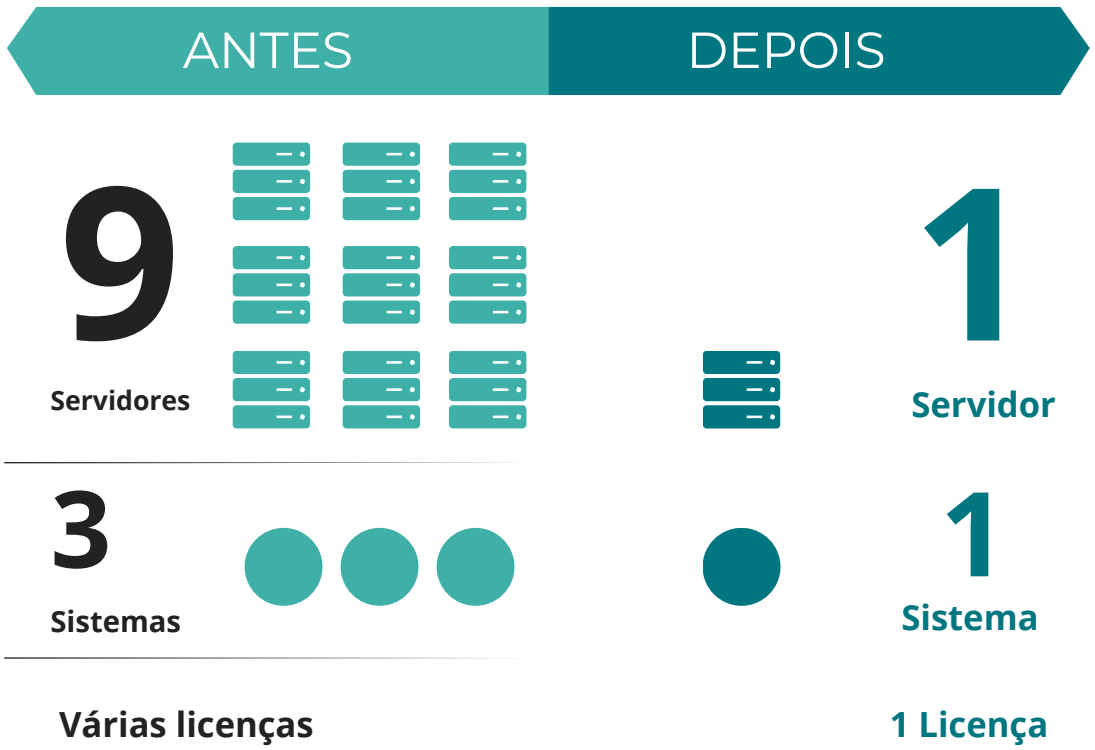 ANTES
DEPOIS
9
Servidores
1
Servidor
3
Sistemas
1
Sistema
Várias licenças
1 Licença